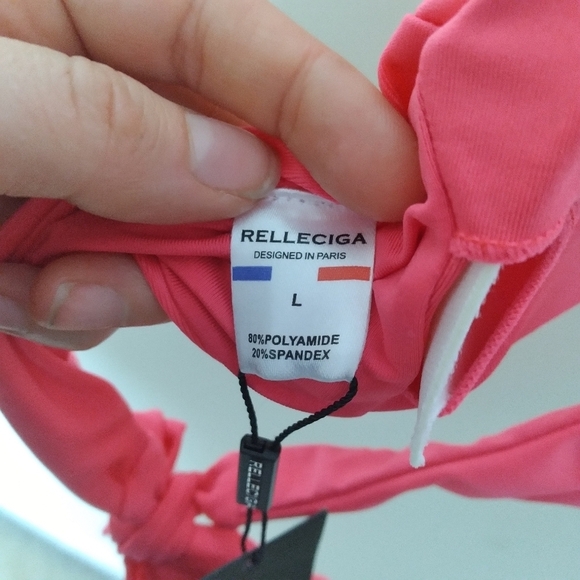 RELLECIGA
DESIGNED IN PARIS
L
80%POLYAMIDE
20%SPANDEX